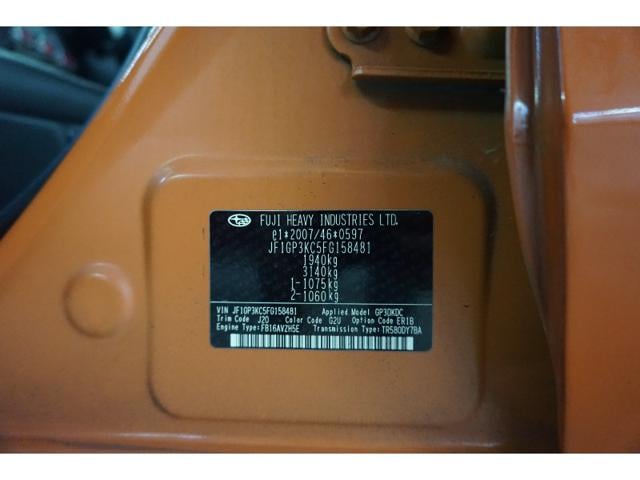 FUJI HEAVY INDUSTRIES LTD.
e1*2007/46*0597
JF1GP3KC5FG158481
1940kg
3140kg
1-1075kg
2-1060kg
VIN JF1GP3KC5FG158481 Applied Model GP3DKDC
Trim Code J20 Color Code G2U Option Code ER1B
Engine Type:FB16AVZH5E Transmission Type:TR580DY7BA